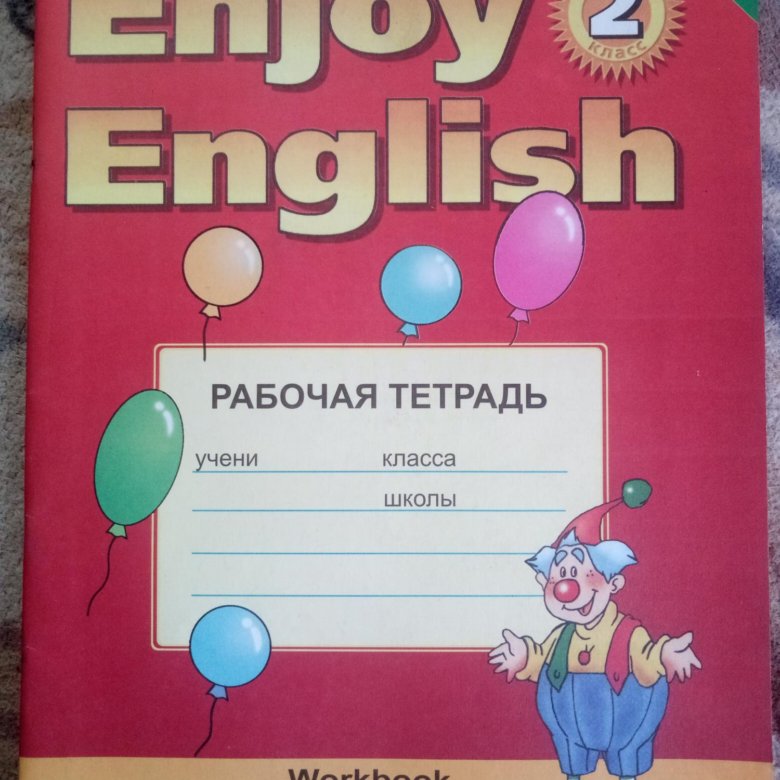 Enjoy
2
класс
English
РАБОЧАЯ ТЕТРАДЬ
учени класса
школы
Workbook